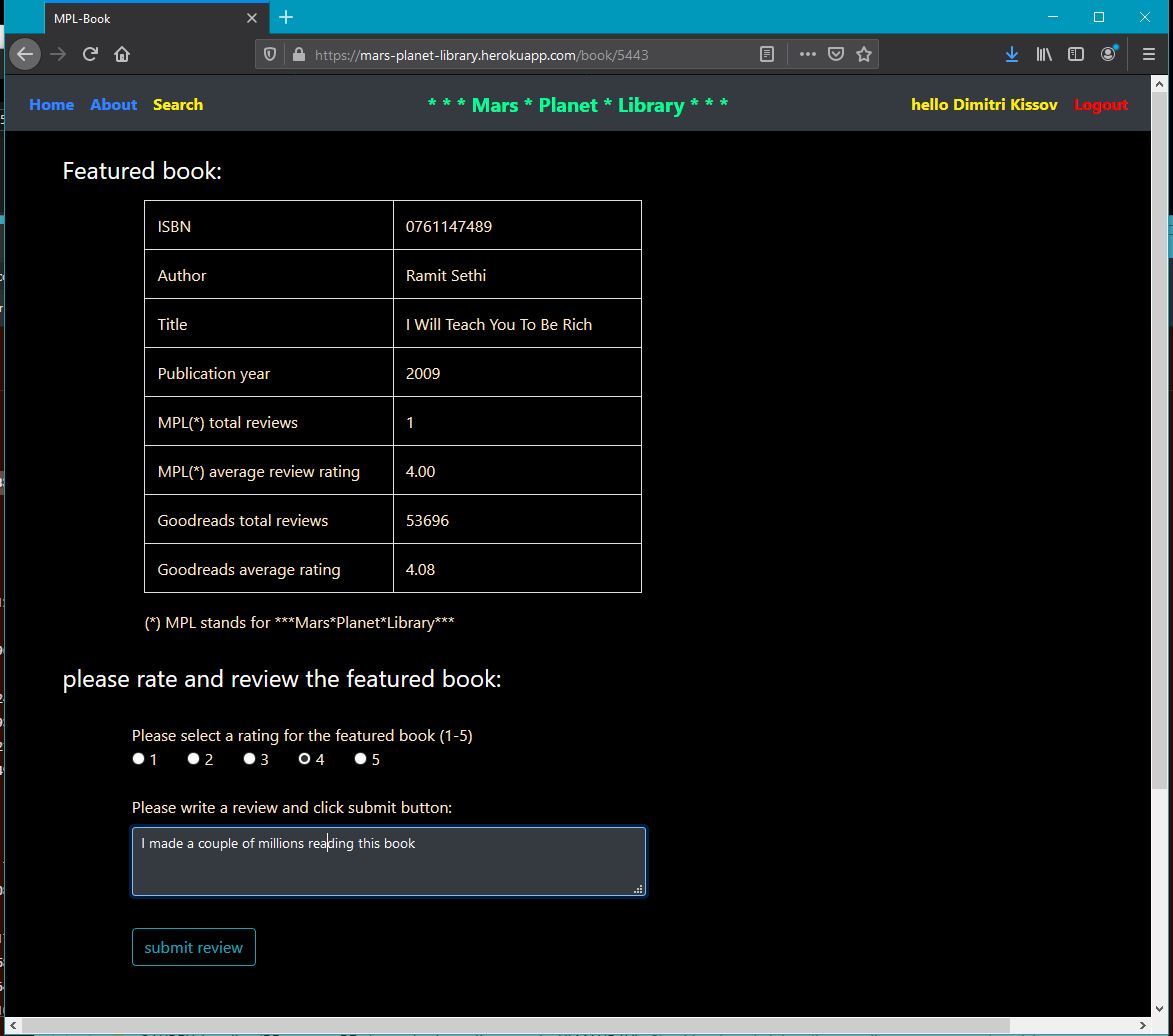 MPL-Book
https://mars-planet-library.herokuapp.com/book/5443
Home About Search * * * Mars * Planet * Library * * * hello Dimitri Kissov Logout
Featured book:
ISBN 0761147489
Author Ramit Sethi
Title I Will Teach You To Be Rich
Publication year 2009
MPL(*) total reviews 1
MPL(*) average review rating 4.00
Goodreads total reviews 53696
Goodreads average rating 4.08
(*) MPL stands for ***Mars*Planet*Library***
please rate and review the featured book:
Please select a rating for the featured book (1-5)
1 2 3 4 5
Please write a review and click submit button:
I made a couple of millions reading this book
submit review